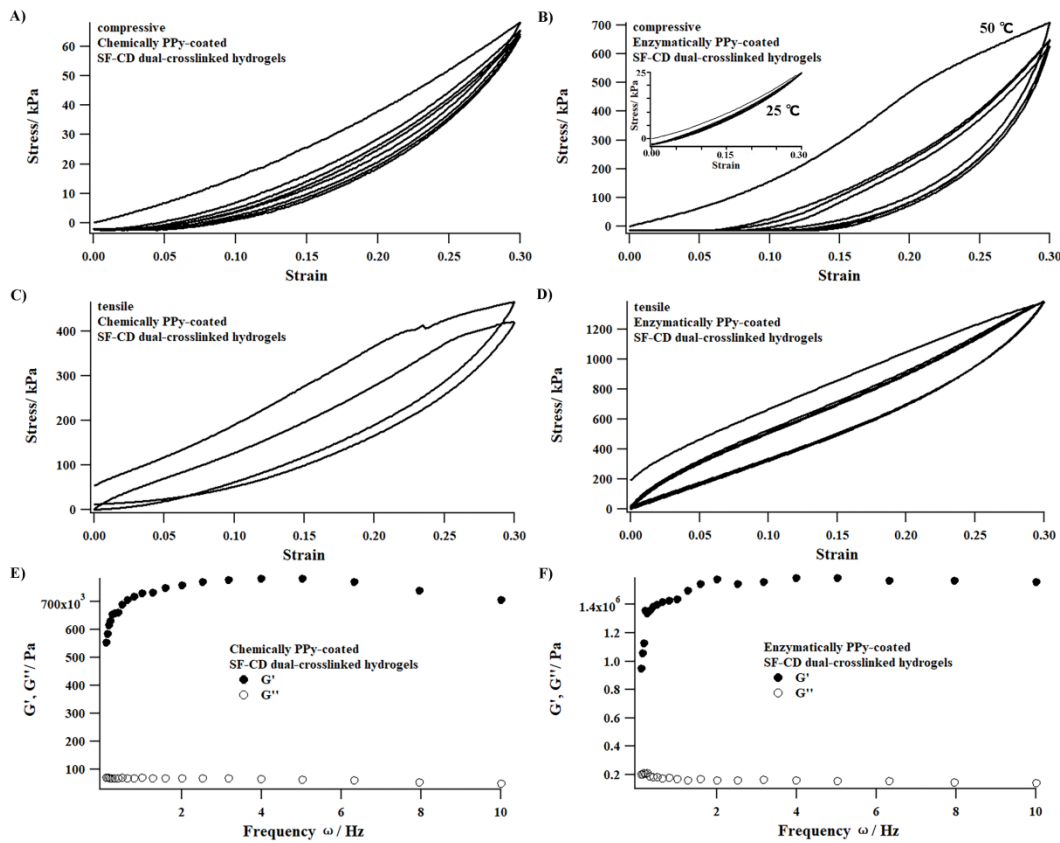 A)
compressive
Chemically PPy-coated
SF-CD dual-crosslinked hydrogels
Stress/ kPa
60
50
40
30
20
10
0
0.00 0.05 0.10 0.15 0.20 0.25 0.30
Strain
B)
compressive
Enzymatically PPy-coated
SF-CD dual-crosslinked hydrogels
50 ℃
Stress/ kPa
700
600
500
400
300
200
100
0
25
Stress/ kPa
0
25 ℃
0.00 0.15 0.30
Strain
0.00 0.05 0.10 0.15 0.20 0.25 0.30
Strain
C)
tensile
Chemically PPy-coated
SF-CD dual-crosslinked hydrogels
Stress/ kPa
400
300
200
100
0
0.00 0.05 0.10 0.15 0.20 0.25 0.30
Strain
D)
tensile
Enzymatically PPy-coated
SF-CD dual-crosslinked hydrogels
Stress/ kPa
1200
1000
800
600
400
200
0
0.00 0.05 0.10 0.15 0.20 0.25 0.30
Strain
E)
G', G''/ Pa
700x10³
600
500
400
300
200
100
Chemically PPy-coated
SF-CD dual-crosslinked hydrogels
G'
G''
2 4 6 8 10
Frequency ω / Hz
F)
G', G''/ Pa
1.4x10⁶
1.2
1.0
0.8
0.6
0.4
0.2
Enzymatically PPy-coated
SF-CD dual-crosslinked hydrogels
G'
G''
2 4 6 8 10
Frequency ω / Hz